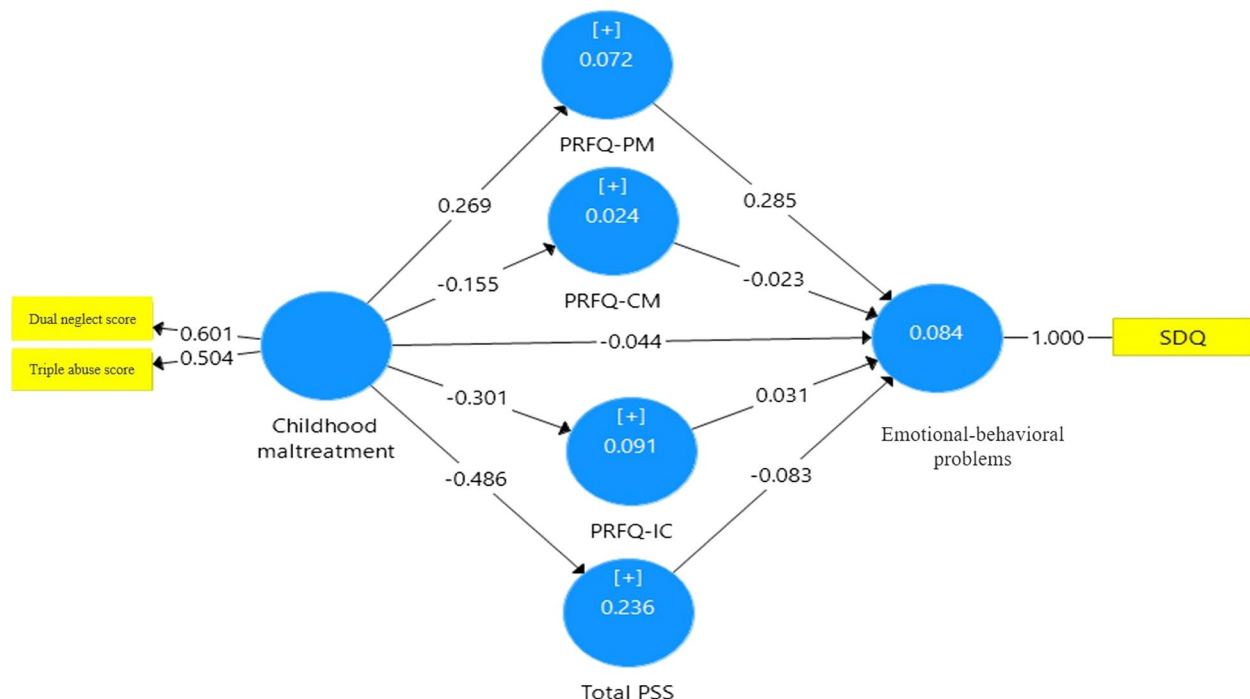 [+]
0.072
PRFQ-PM
0.269
0.285
[+]
0.024
PRFQ-CM
-0.155
-0.023
Dual neglect score
0.601
Triple abuse score
0.504
Childhood
maltreatment
-0.044
0.084
1.000
SDQ
Emotional-behavioral
problems
-0.301
0.031
[+]
0.091
PRFQ-IC
-0.486
-0.083
[+]
0.236
Total PSS